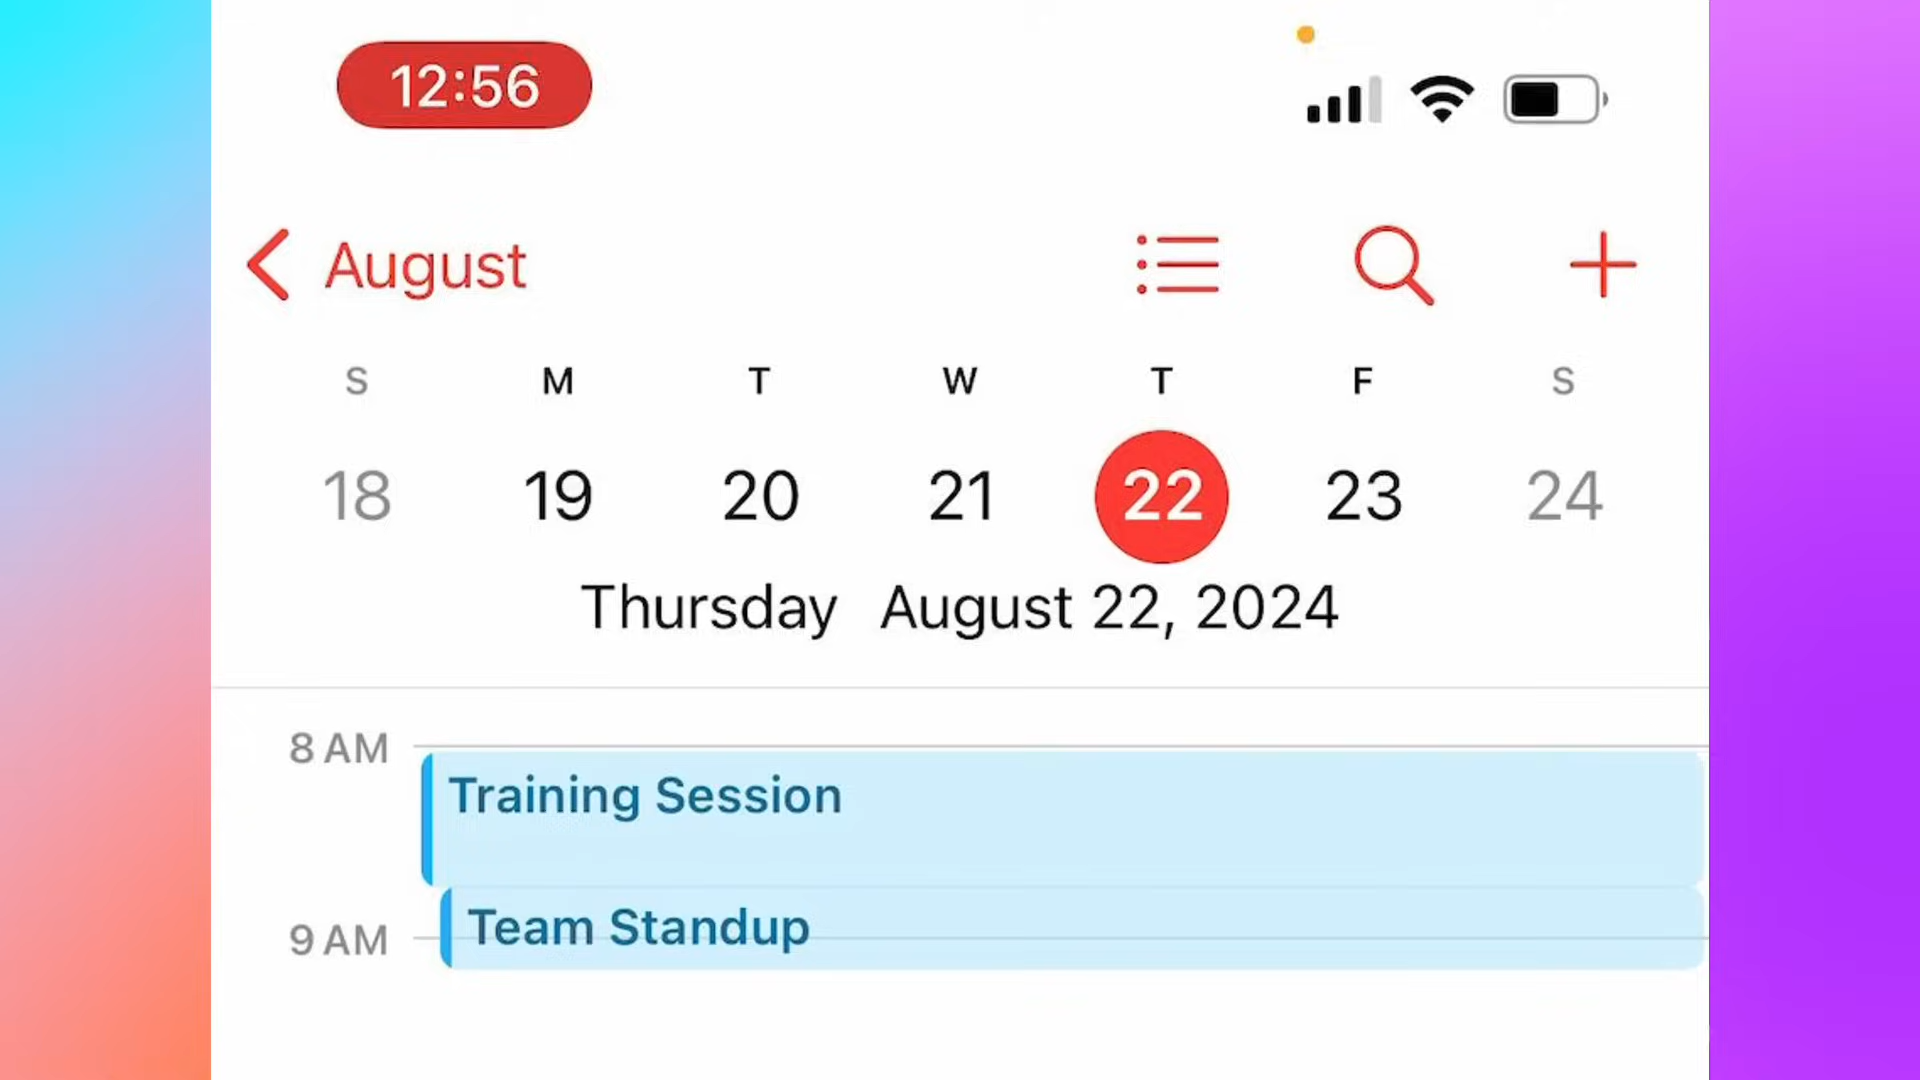 12:56
August
S M T W T F S
18 19 20 21 22 23 24
Thursday August 22, 2024
8 AM
Training Session
9 AM
Team Standup